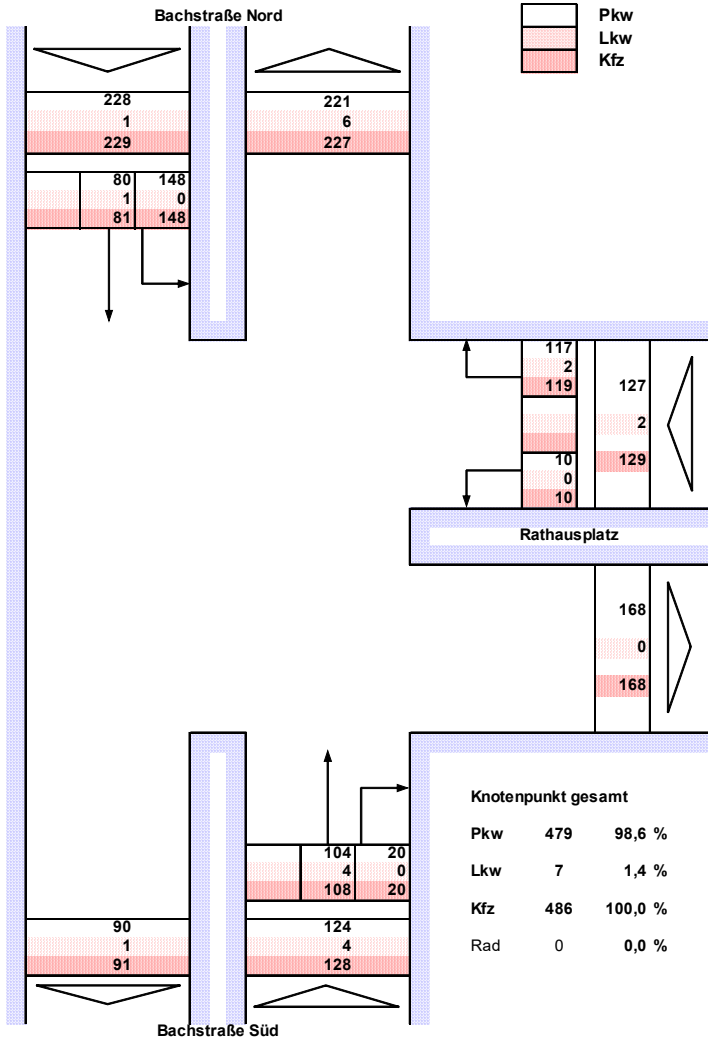 Bachstraße Nord
Pkw
Lkw
Kfz
228 221
1 6
229 227
80 148
1 0
81 148
117
2
119
127
2
129
10
0
10
Rathausplatz
168
0
168
Knotenpunkt gesamt
Pkw 479 98,6 %
Lkw 7 1,4 %
Kfz 486 100,0 %
Rad 0 0,0 %
104 20
4 0
108 20
90 124
1 4
91 128
Bachstraße Süd